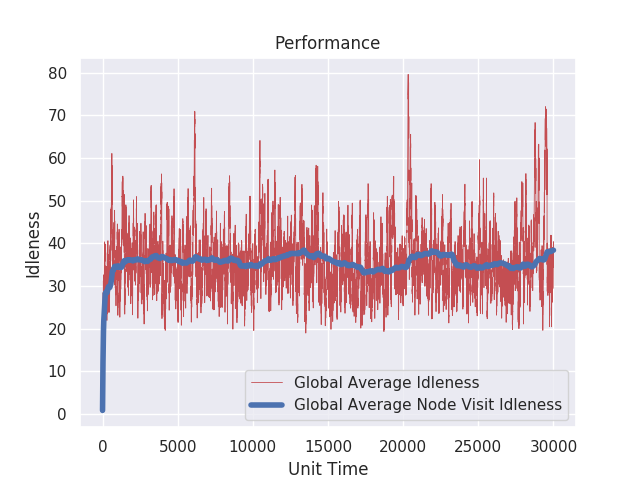 Performance
80
70
60
50
40
30
20
10
0
Idleness
Global Average Idleness
Global Average Node Visit Idleness
0 5000 10000 15000 20000 25000 30000
Unit Time